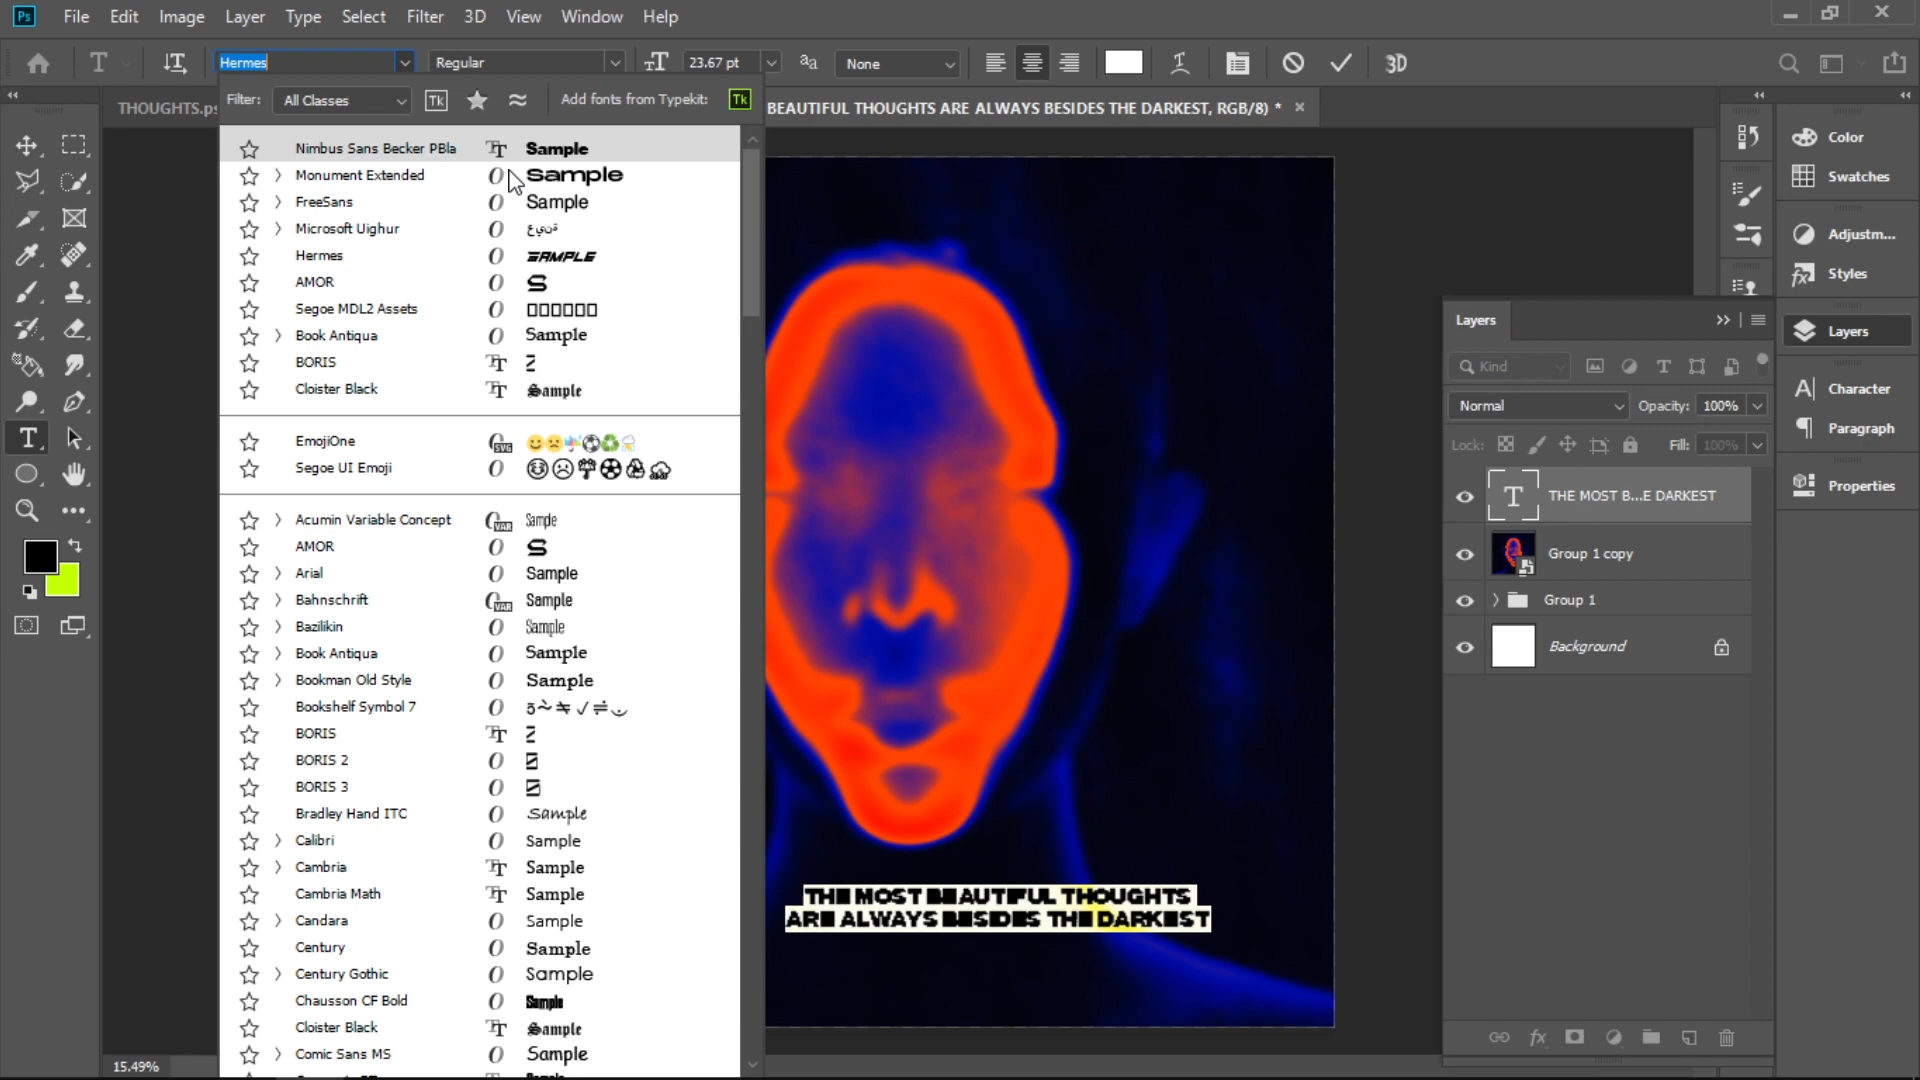 Ps File Edit Image Layer Type Select Filter 3D View Window Help
T Hermes Regular 23.67 pt aa None 3D
Filter: All Classes Tk Add fonts from Typekit: Tk
THOUGHTS.ps
BEAUTIFUL THOUGHTS ARE ALWAYS BESIDES THE DARKEST, RGB/8) *
Nimbus Sans Becker PBla Sample
Monument Extended Sample
FreeSans Sample
Microsoft Uighur
Hermes SAMPLE
AMOR S
Segoe MDL2 Assets
Book Antiqua Sample
BORIS
Cloister Black Sample
EmojiOne
Segoe UI Emoji
Acumin Variable Concept Sample
AMOR S
Arial Sample
Bahnschrift Sample
Bazilikin Sample
Book Antiqua Sample
Bookman Old Style Sample
Bookshelf Symbol 7
BORIS
BORIS 2
BORIS 3
Bradley Hand ITC Sample
Calibri Sample
Cambria Sample
Cambria Math Sample
Candara Sample
Century Sample
Century Gothic Sample
Chausson CF Bold Sample
Cloister Black Sample
Comic Sans MS Sample
THE MOST BEAUTIFUL THOUGHTS
ARE ALWAYS BESIDES THE DARKEST
15.49%
Layers
Kind
Normal Opacity: 100%
Lock: Fill: 100%
THE MOST B...E DARKEST
Group 1 copy
Group 1
Background
Color
Swatches
Adjustm...
Styles
Layers
Character
Paragraph
Properties